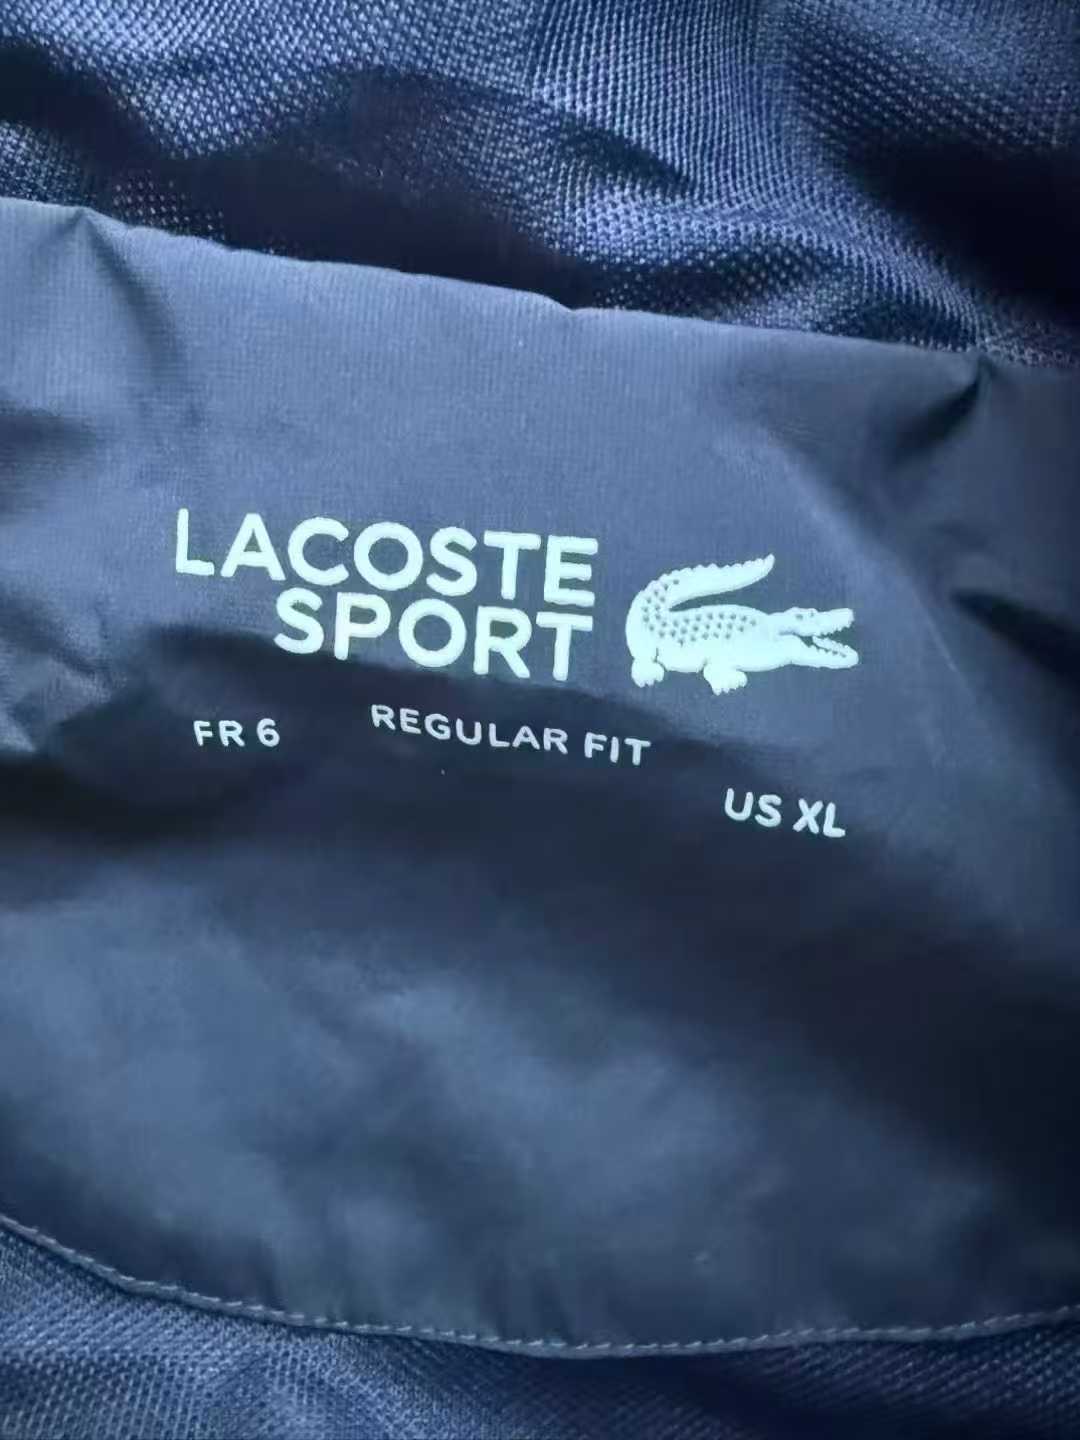 LACOSTE
SPORT
FR 6 REGULAR FIT US XL